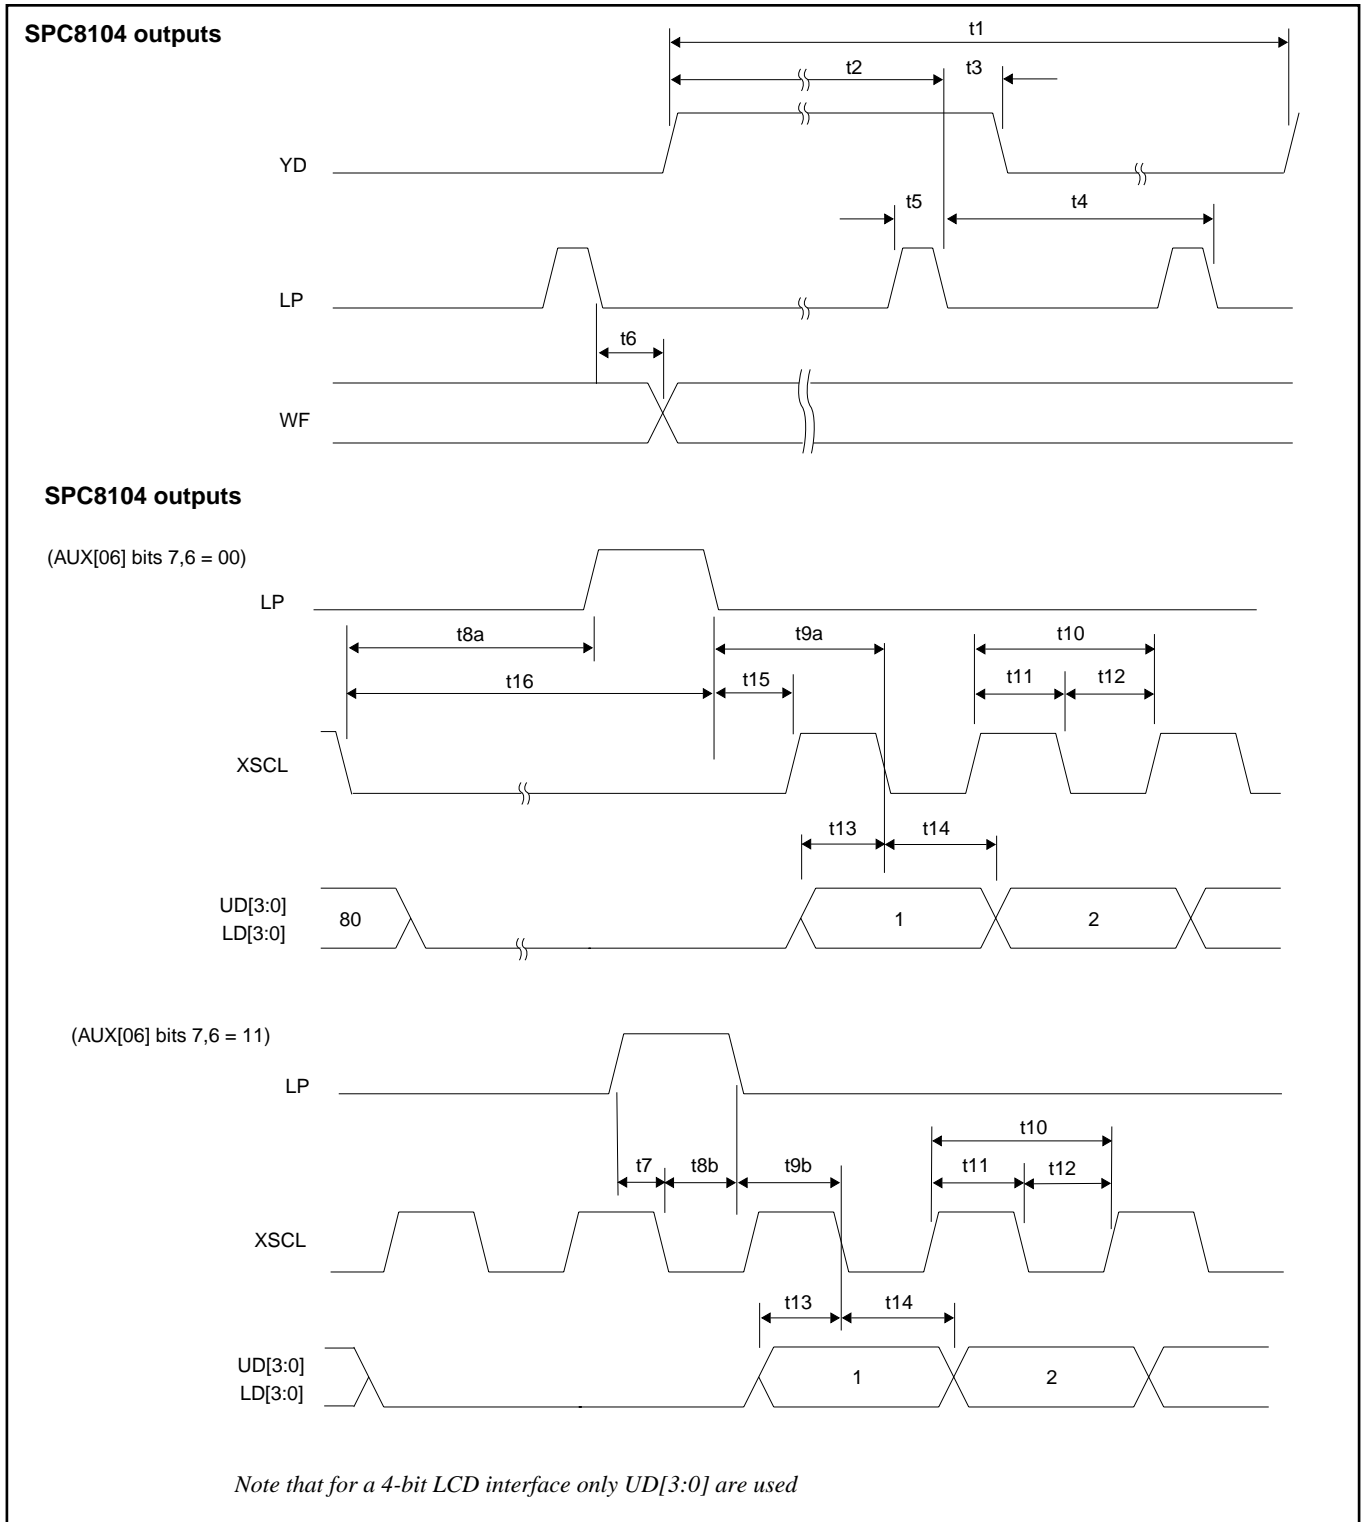 SPC8104 outputs
t1
t2
t3
YD
t5
t4
LP
t6
WF
SPC8104 outputs
(AUX[06] bits 7,6 = 00)
LP
t8a
t9a
t10
t16
t15
t11
t12
XSCL
t13
t14
UD[3:0]
LD[3:0]
80
1
2
(AUX[06] bits 7,6 = 11)
LP
t10
t7
t8b
t9b
t11
t12
XSCL
t13
t14
UD[3:0]
LD[3:0]
1
2
Note that for a 4-bit LCD interface only UD[3:0] are used